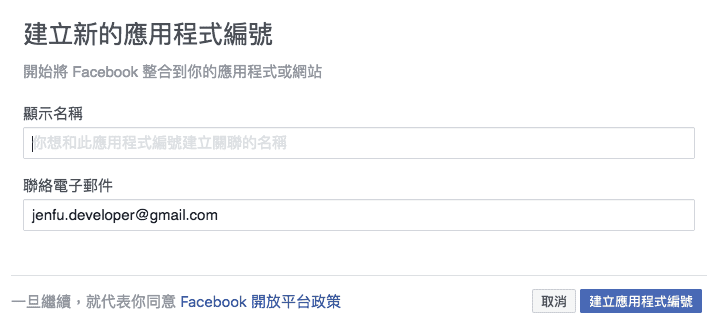 建立新的應用程式編號
開始將 Facebook 整合到你的應用程式或網站
顯示名稱
你想和此應用程式編號建立關聯的名稱
聯絡電子郵件
jenfu.developer@gmail.com
一旦繼續，就代表你同意 Facebook 開放平台政策
取消
建立應用程式編號